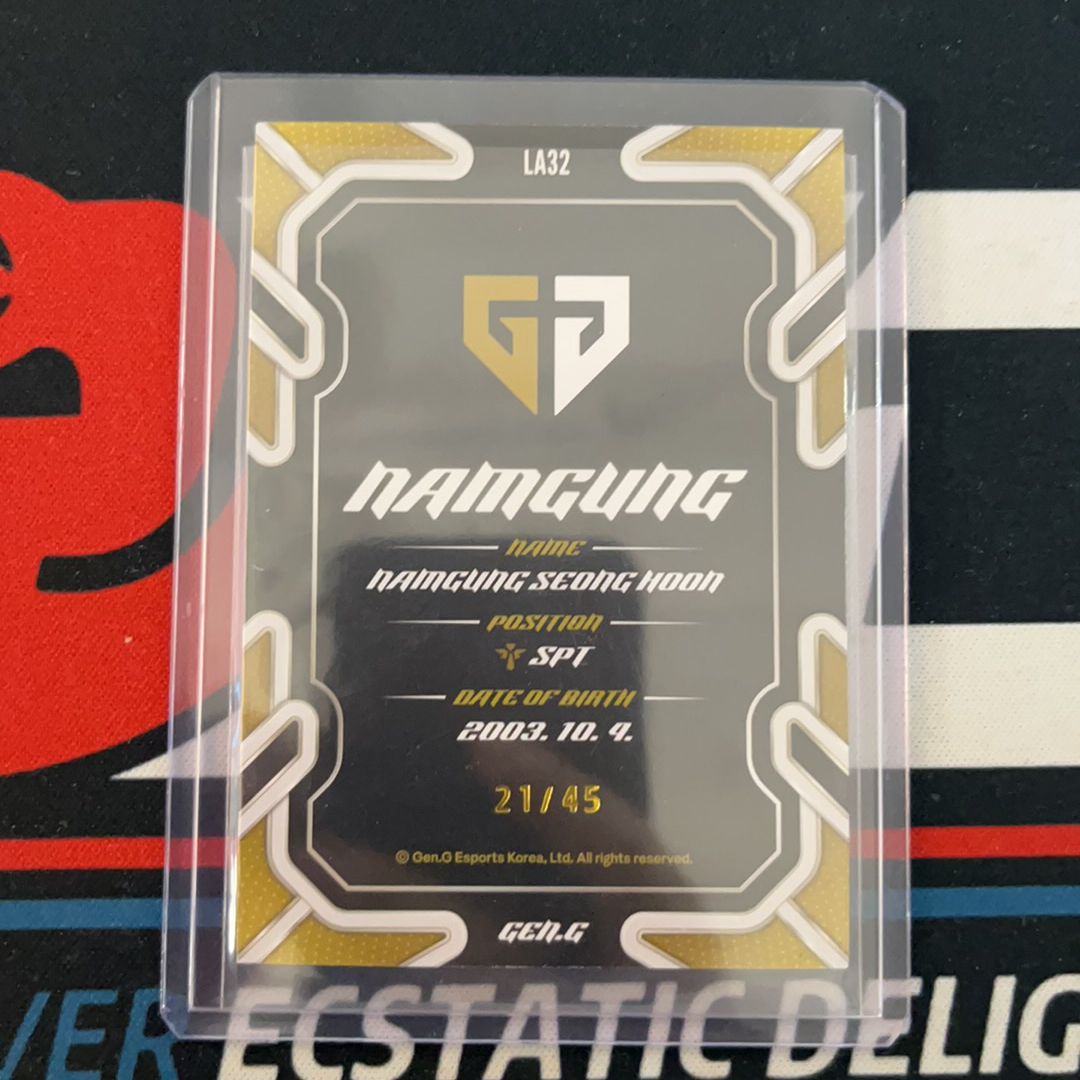 LA32
NAMGUNG
NAME
NAMGUNG SEONG HOON
POSITION
SPT
DATE OF BIRTH
2003. 10. 4.
21/45
© Gen.G Esports Korea, Ltd. All rights reserved.
GEN.G
VER ECSTATIC DELIG